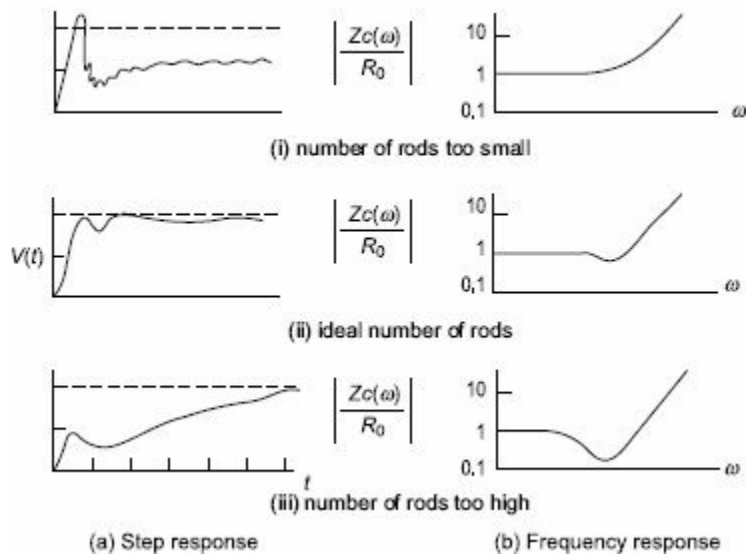 10
1
0,1
|Zc(ω)/R₀|
ω
(i) number of rods too small
V(t)
10
1
0,1
|Zc(ω)/R₀|
ω
(ii) ideal number of rods
10
1
0,1
|Zc(ω)/R₀|
t
ω
(iii) number of rods too high
(a) Step response
(b) Frequency response